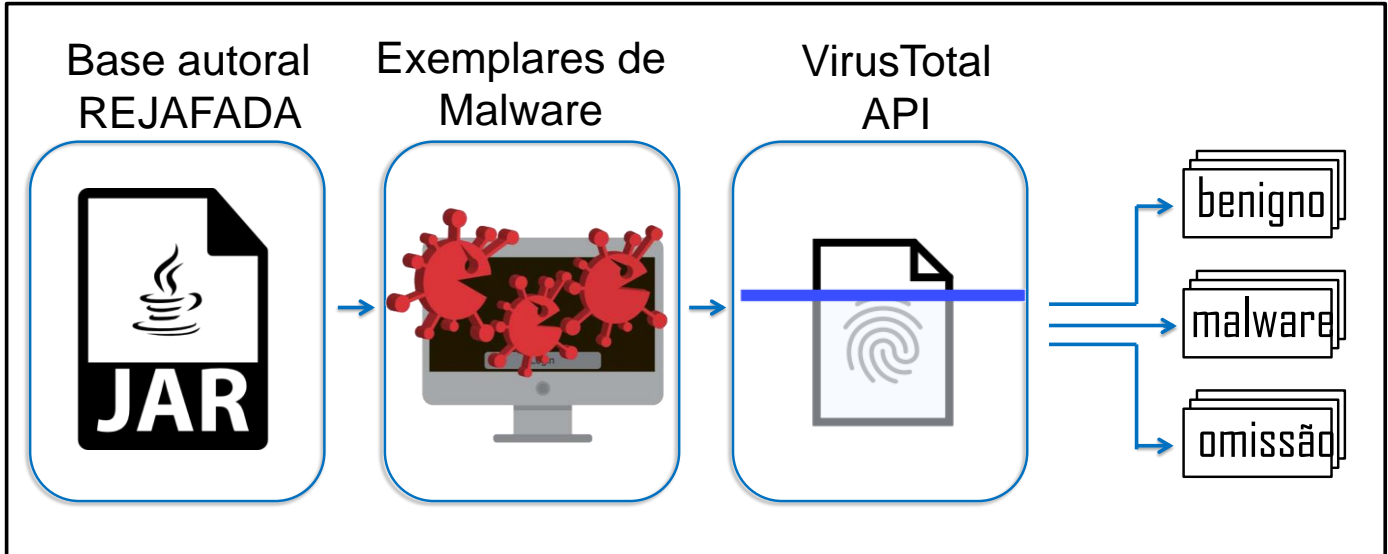 Base autoral
REJAFADA
Exemplares de
Malware
VirusTotal
API
JAR
benigno
malware
omissão